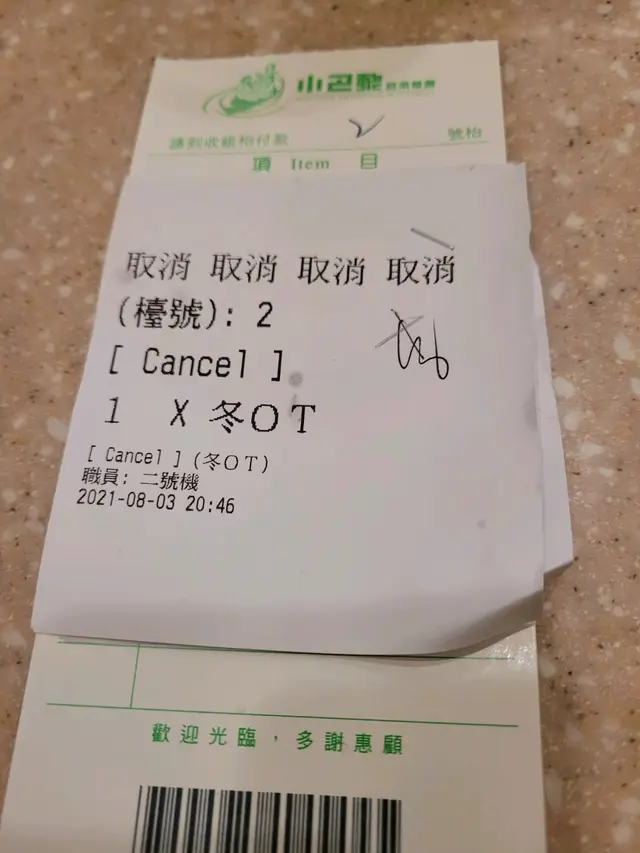 請到收銀枱付款 2 號枱
項 Item 目
取消 取消 取消 取消
(檯號): 2
[ Cancel ]
1 X 冬OT
[ Cancel ] (冬OT)
職員: 二號機
2021-08-03 20:46
歡迎光臨，多謝惠顧